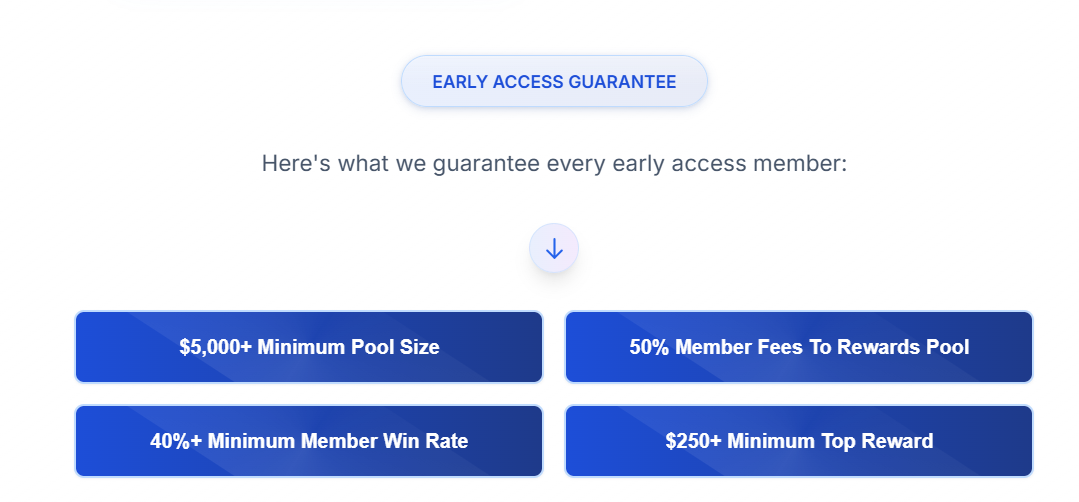 EARLY ACCESS GUARANTEE
Here's what we guarantee every early access member:
$5,000+ Minimum Pool Size
50% Member Fees To Rewards Pool
40%+ Minimum Member Win Rate
$250+ Minimum Top Reward